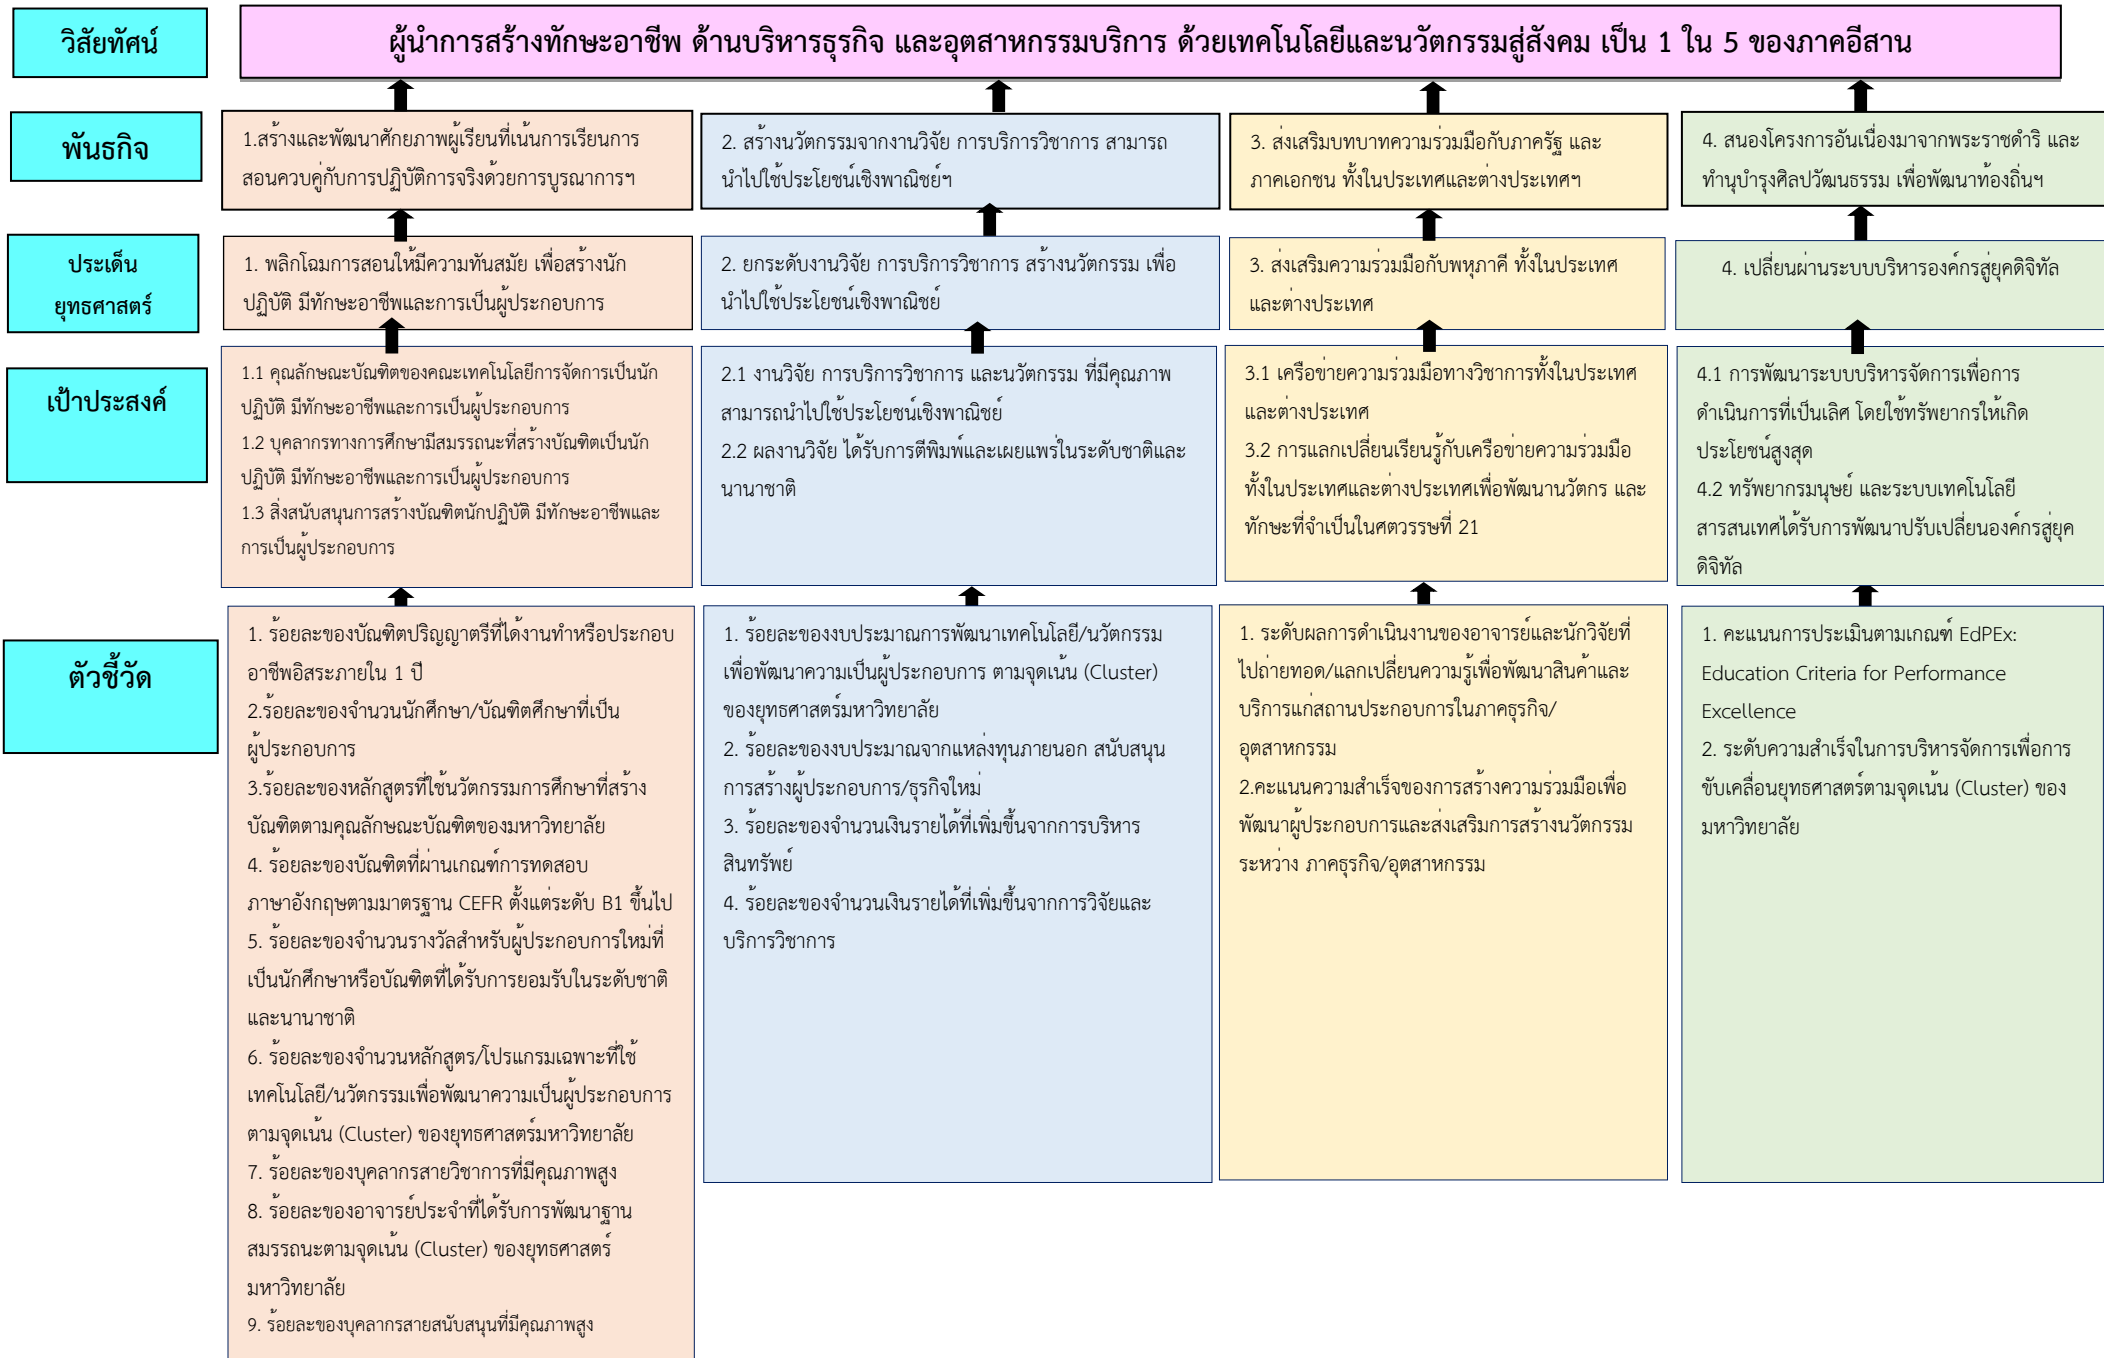 วิสัยทัศน์
ผู้นำการสร้างทักษะอาชีพ ด้านบริหารธุรกิจ และอุตสาหกรรมบริการ ด้วยเทคโนโลยีและนวัตกรรมสู่สังคม เป็น 1 ใน 5 ของภาคอีสาน
พันธกิจ
1.สร้างและพัฒนาศักยภาพผู้เรียนที่เน้นการเรียนการ
สอนควบคู่กับการปฏิบัติการจริงด้วยการบูรณาการฯ
2. สร้างนวัตกรรมจากงานวิจัย การบริการวิชาการ สามารถ
นำไปใช้ประโยชน์เชิงพาณิชย์ฯ
3. ส่งเสริมบทบาทความร่วมมือกับภาครัฐ และ
ภาคเอกชน ทั้งในประเทศและต่างประเทศฯ
4. สนองโครงการอันเนื่องมาจากพระราชดำริ และ
ทำนุบำรุงศิลปวัฒนธรรม เพื่อพัฒนาท้องถิ่นฯ
ประเด็น
ยุทธศาสตร์
1. พลิกโฉมการสอนให้มีความทันสมัย เพื่อสร้างนัก
ปฏิบัติ มีทักษะอาชีพและการเป็นผู้ประกอบการ
2. ยกระดับงานวิจัย การบริการวิชาการ สร้างนวัตกรรม เพื่อ
นำไปใช้ประโยชน์เชิงพาณิชย์
3. ส่งเสริมความร่วมมือกับพหุภาคี ทั้งในประเทศ
และต่างประเทศ
4. เปลี่ยนผ่านระบบบริหารองค์กรสู่ยุคดิจิทัล
เป้าประสงค์
1.1 คุณลักษณะบัณฑิตของคณะเทคโนโลยีการจัดการเป็นนัก
ปฏิบัติ มีทักษะอาชีพและการเป็นผู้ประกอบการ
1.2 บุคลากรทางการศึกษามีสมรรถนะที่สร้างบัณฑิตเป็นนัก
ปฏิบัติ มีทักษะอาชีพและการเป็นผู้ประกอบการ
1.3 สิ่งสนับสนุนการสร้างบัณฑิตนักปฏิบัติ มีทักษะอาชีพและ
การเป็นผู้ประกอบการ
2.1 งานวิจัย การบริการวิชาการ และนวัตกรรม ที่มีคุณภาพ
สามารถนำไปใช้ประโยชน์เชิงพาณิชย์
2.2 ผลงานวิจัย ได้รับการตีพิมพ์และเผยแพร่ในระดับชาติและ
นานาชาติ
3.1 เครือข่ายความร่วมมือทางวิชาการทั้งในประเทศ
และต่างประเทศ
3.2 การแลกเปลี่ยนเรียนรู้กับเครือข่ายความร่วมมือ
ทั้งในประเทศและต่างประเทศเพื่อพัฒนานวัตกร และ
ทักษะที่จำเป็นในศตวรรษที่ 21
4.1 การพัฒนาระบบบริหารจัดการเพื่อการ
ดำเนินการที่เป็นเลิศ โดยใช้ทรัพยากรให้เกิด
ประโยชน์สูงสุด
4.2 ทรัพยากรมนุษย์ และระบบเทคโนโลยี
สารสนเทศได้รับการพัฒนาปรับเปลี่ยนองค์กรสู่ยุค
ดิจิทัล
ตัวชี้วัด
1. ร้อยละของบัณฑิตปริญญาตรีที่ได้งานทำหรือประกอบ
อาชีพอิสระภายใน 1 ปี
2.ร้อยละของจำนวนนักศึกษา/บัณฑิตศึกษาที่เป็น
ผู้ประกอบการ
3.ร้อยละของหลักสูตรที่ใช้นวัตกรรมการศึกษาที่สร้าง
บัณฑิตตามคุณลักษณะบัณฑิตของมหาวิทยาลัย
4. ร้อยละของบัณฑิตที่ผ่านเกณฑ์การทดสอบ
ภาษาอังกฤษตามมาตรฐาน CEFR ตั้งแต่ระดับ B1 ขึ้นไป
5. ร้อยละของจำนวนรางวัลสำหรับผู้ประกอบการใหม่ที่
เป็นนักศึกษาหรือบัณฑิตที่ได้รับการยอมรับในระดับชาติ
และนานาชาติ
6. ร้อยละของจำนวนหลักสูตร/โปรแกรมเฉพาะที่ใช้
เทคโนโลยี/นวัตกรรมเพื่อพัฒนาความเป็นผู้ประกอบการ
ตามจุดเน้น (Cluster) ของยุทธศาสตร์มหาวิทยาลัย
7. ร้อยละของบุคลากรสายวิชาการที่มีคุณภาพสูง
8. ร้อยละของอาจารย์ประจำที่ได้รับการพัฒนาฐาน
สมรรถนะตามจุดเน้น (Cluster) ของยุทธศาสตร์
มหาวิทยาลัย
9. ร้อยละของบุคลากรสายสนับสนุนที่มีคุณภาพสูง
1. ร้อยละของงบประมาณการพัฒนาเทคโนโลยี/นวัตกรรม
เพื่อพัฒนาความเป็นผู้ประกอบการ ตามจุดเน้น (Cluster)
ของยุทธศาสตร์มหาวิทยาลัย
2. ร้อยละของงบประมาณจากแหล่งทุนภายนอก สนับสนุน
การสร้างผู้ประกอบการ/ธุรกิจใหม่
3. ร้อยละของจำนวนเงินรายได้ที่เพิ่มขึ้นจากการบริหาร
สินทรัพย์
4. ร้อยละของจำนวนเงินรายได้ที่เพิ่มขึ้นจากการวิจัยและ
บริการวิชาการ
1. ระดับผลการดำเนินงานของอาจารย์และนักวิจัยที่
ไปถ่ายทอด/แลกเปลี่ยนความรู้เพื่อพัฒนาสินค้าและ
บริการแก่สถานประกอบการในภาคธุรกิจ/
อุตสาหกรรม
2.คะแนนความสำเร็จของการสร้างความร่วมมือเพื่อ
พัฒนาผู้ประกอบการและส่งเสริมการสร้างนวัตกรรม
ระหว่าง ภาคธุรกิจ/อุตสาหกรรม
1. คะแนนการประเมินตามเกณฑ์ EdPEx:
Education Criteria for Performance
Excellence
2. ระดับความสำเร็จในการบริหารจัดการเพื่อการ
ขับเคลื่อนยุทธศาสตร์ตามจุดเน้น (Cluster) ของ
มหาวิทยาลัย